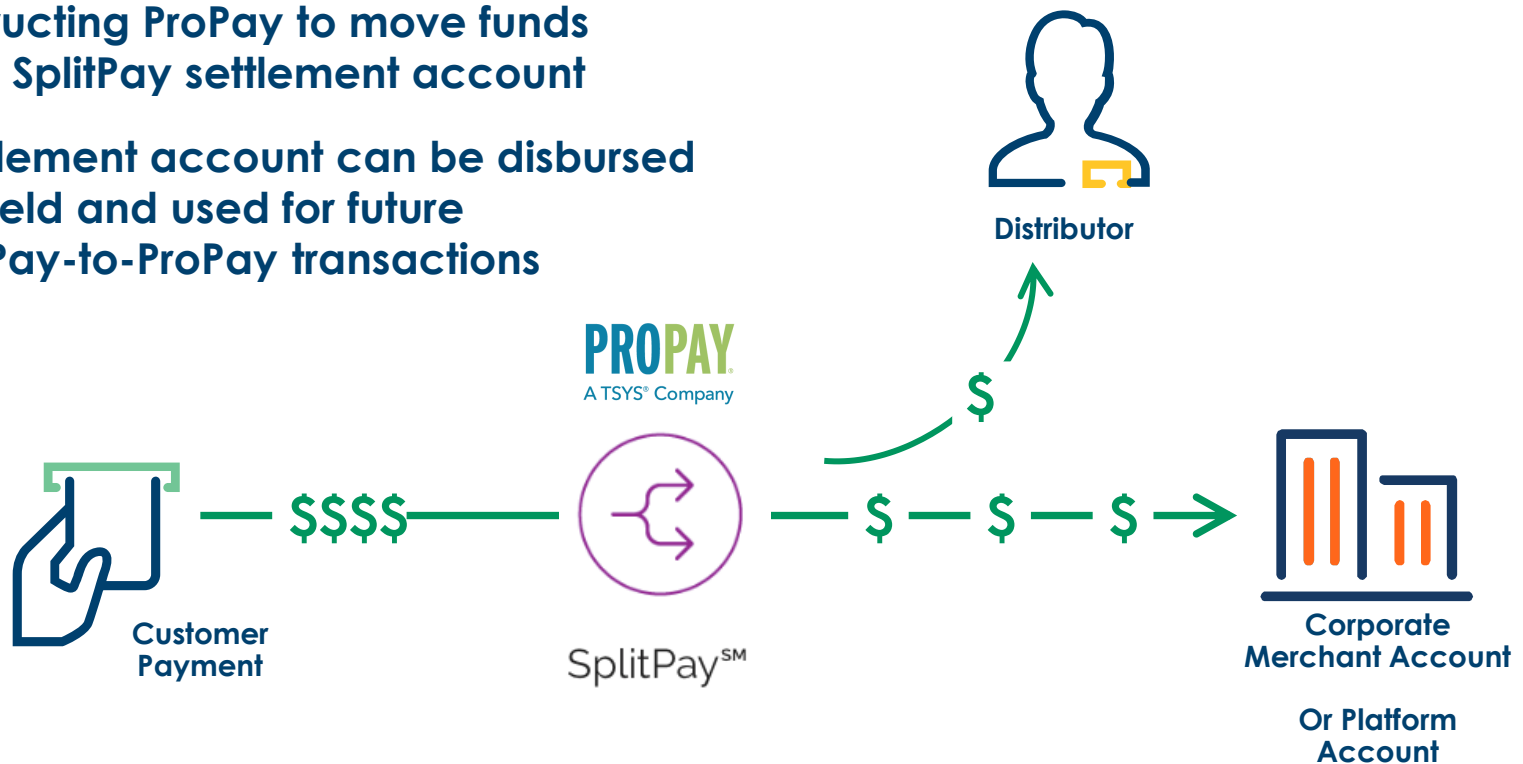 ucting ProPay to move funds
SplitPay settlement account
lement account can be disbursed
eld and used for future
Pay-to-ProPay transactions
Distributor
PROPAY®
A TSYS® Company
$
$$$$
$ $ $
Customer
Payment
SplitPay℠
Corporate
Merchant Account
Or Platform
Account